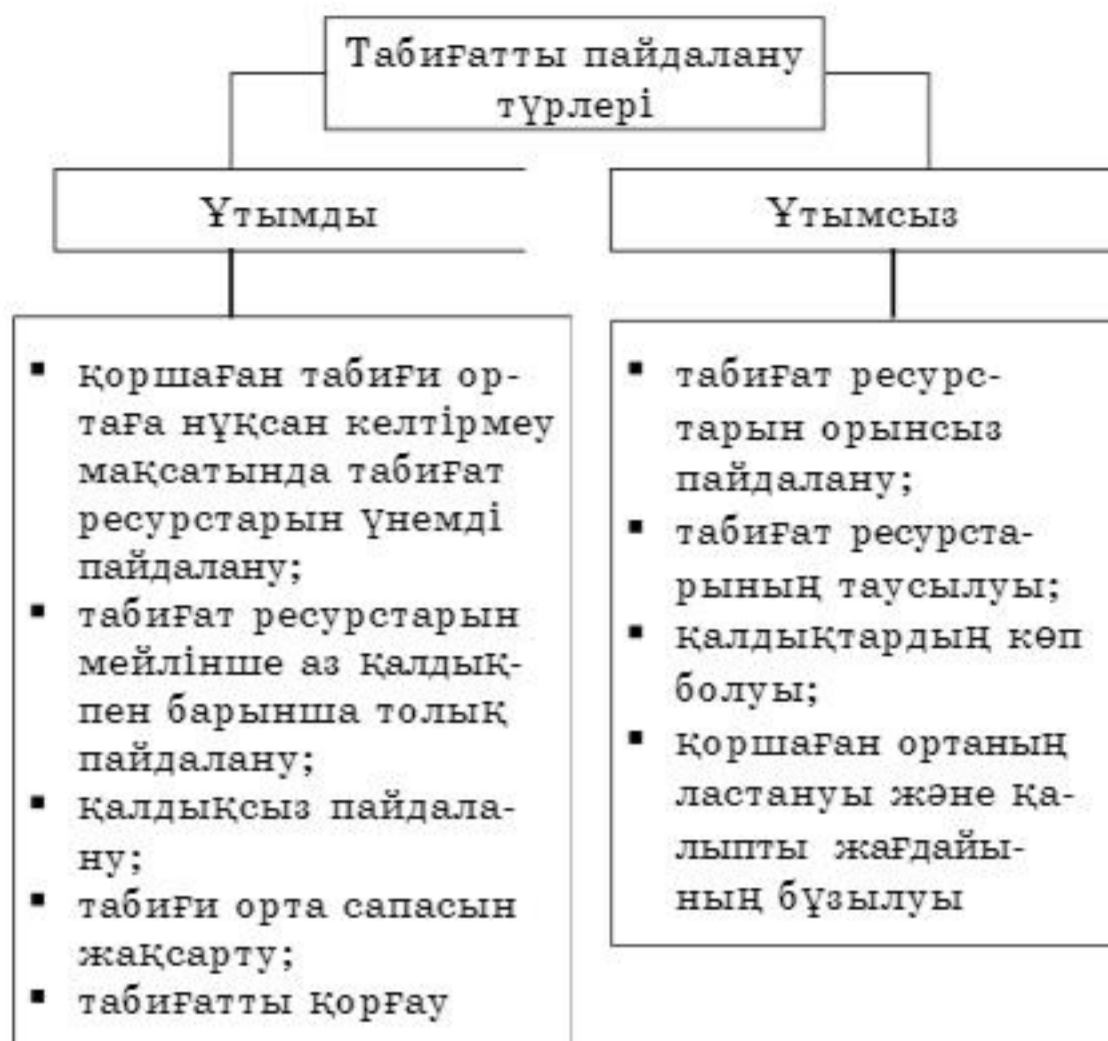 Табиғатты пайдалану
түрлері
Ұтымды
Ұтымсыз
▪ қоршаған табиғи ор-
таға нұқсан келтірмеу
мақсатында табиғат
ресурстарын үнемді
пайдалану;
▪ табиғат ресурстарын
мейлінше аз қалдық-
пен барынша толық
пайдалану;
▪ қалдықсыз пайдала-
ну;
▪ табиғи орта сапасын
жақсарту;
▪ табиғатты қорғау
▪ табиғат ресурс-
тарын орынсыз
пайдалану;
▪ табиғат ресурста-
рының таусылуы;
▪ қалдықтардың көп
болуы;
▪ қоршаған ортаның
ластануы және қа-
лыпты жағдайы-
ның бұзылуы